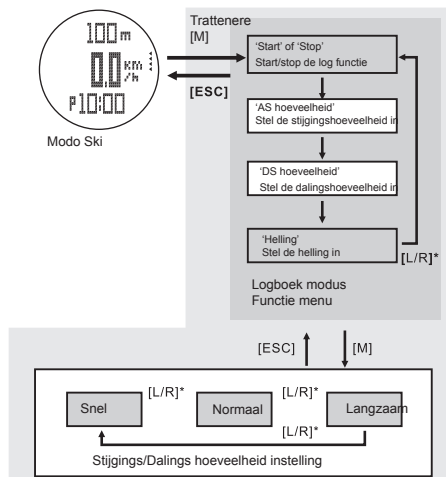 Trattenere
[M]
100 m
0,0 KM
/h
P 10:00
[ESC]
Modo Ski
'Start' of 'Stop'
Start/stop de log functie
'AS hoeveelheid'
Stel de stijgingshoeveelheid in
'DS hoeveelheid'
Stel de dalingshoeveelheid in
'Helling'
Stel de helling in
[L/R]*
Logboek modus
Functie menu
[ESC] [M]
[L/R]* [L/R]*
Snel Normaal Langzaam
[L/R]*
Stijgings/Dalings hoeveelheid instelling